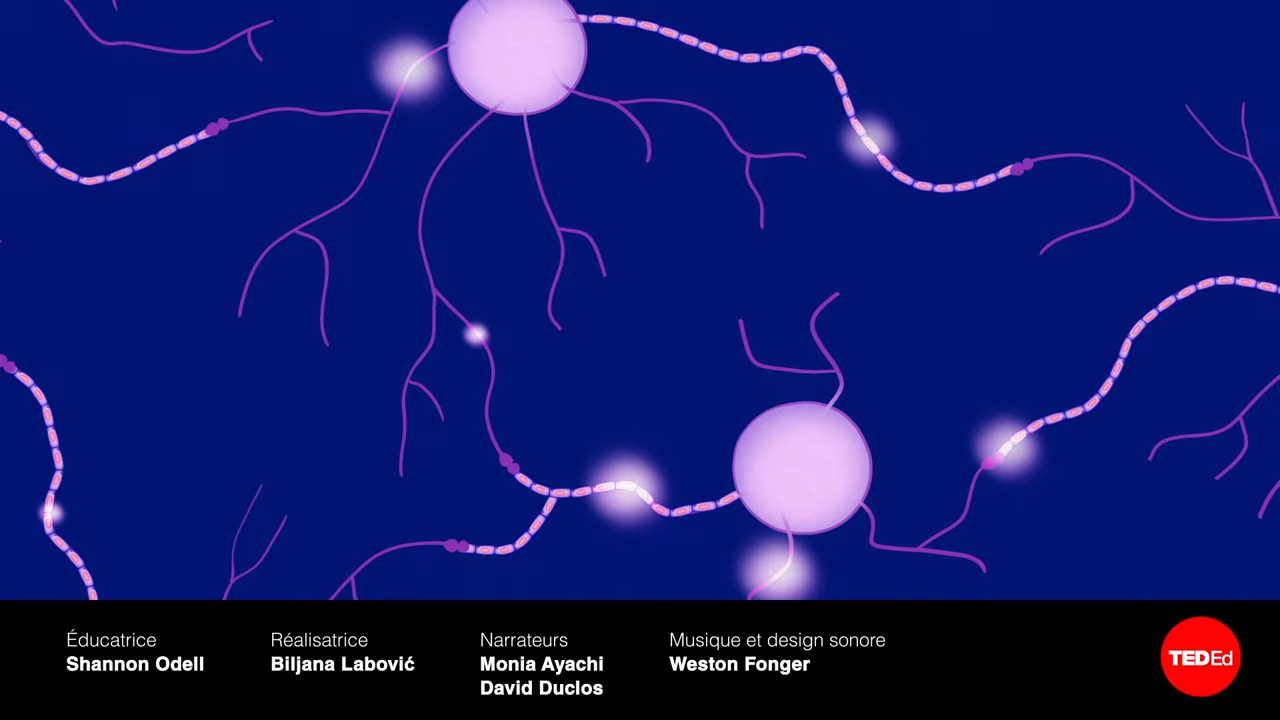 Éducatrice
Shannon Odell
Réalisatrice
Biljana Labović
Narrateurs
Monia Ayachi
David Duclos
Musique et design sonore
Weston Fonger
TEDEd